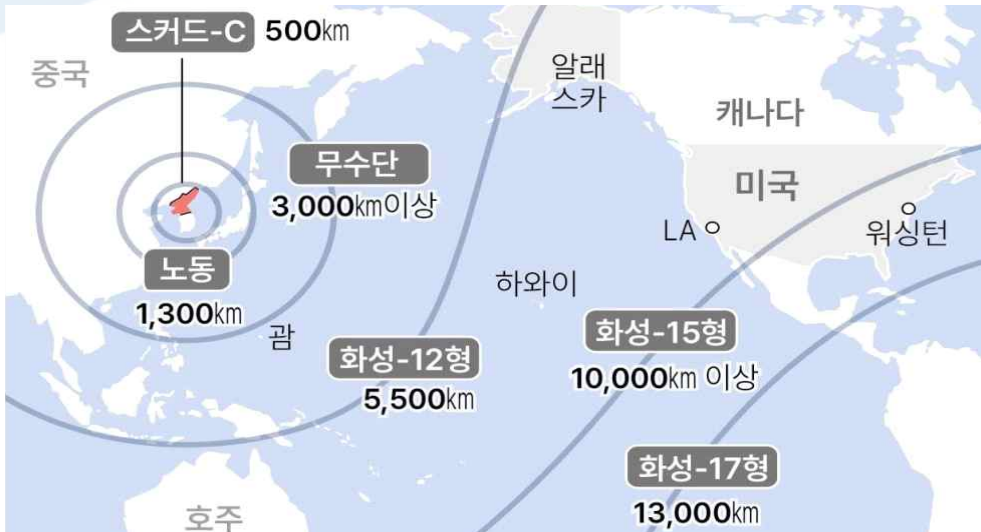 스커드-C 500km
중국
알래
스카
캐나다
무수단
3,000km이상
미국
LA
워싱턴
노동
1,300km
하와이
괌
화성-12형
5,500km
화성-15형
10,000km 이상
화성-17형
13,000km
호주